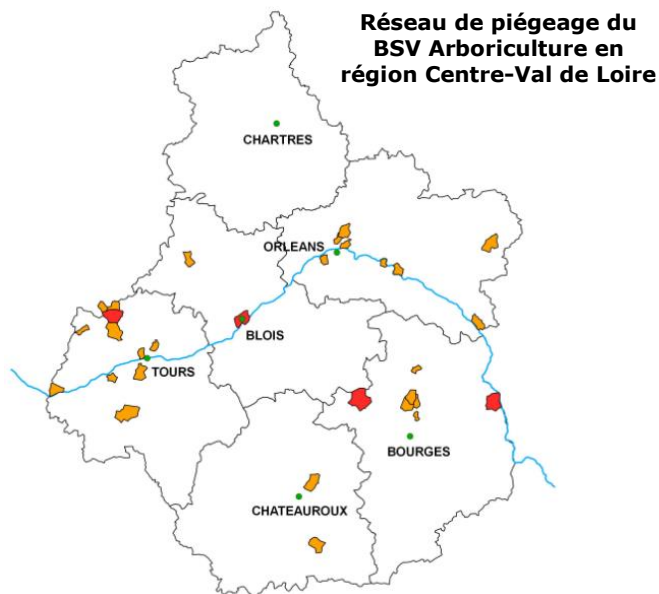 Réseau de piégeage du
BSV Arboriculture en
région Centre-Val de Loire
CHARTRES
ORLEANS
BLOIS
TOURS
BOURGES
CHATEAUROUX